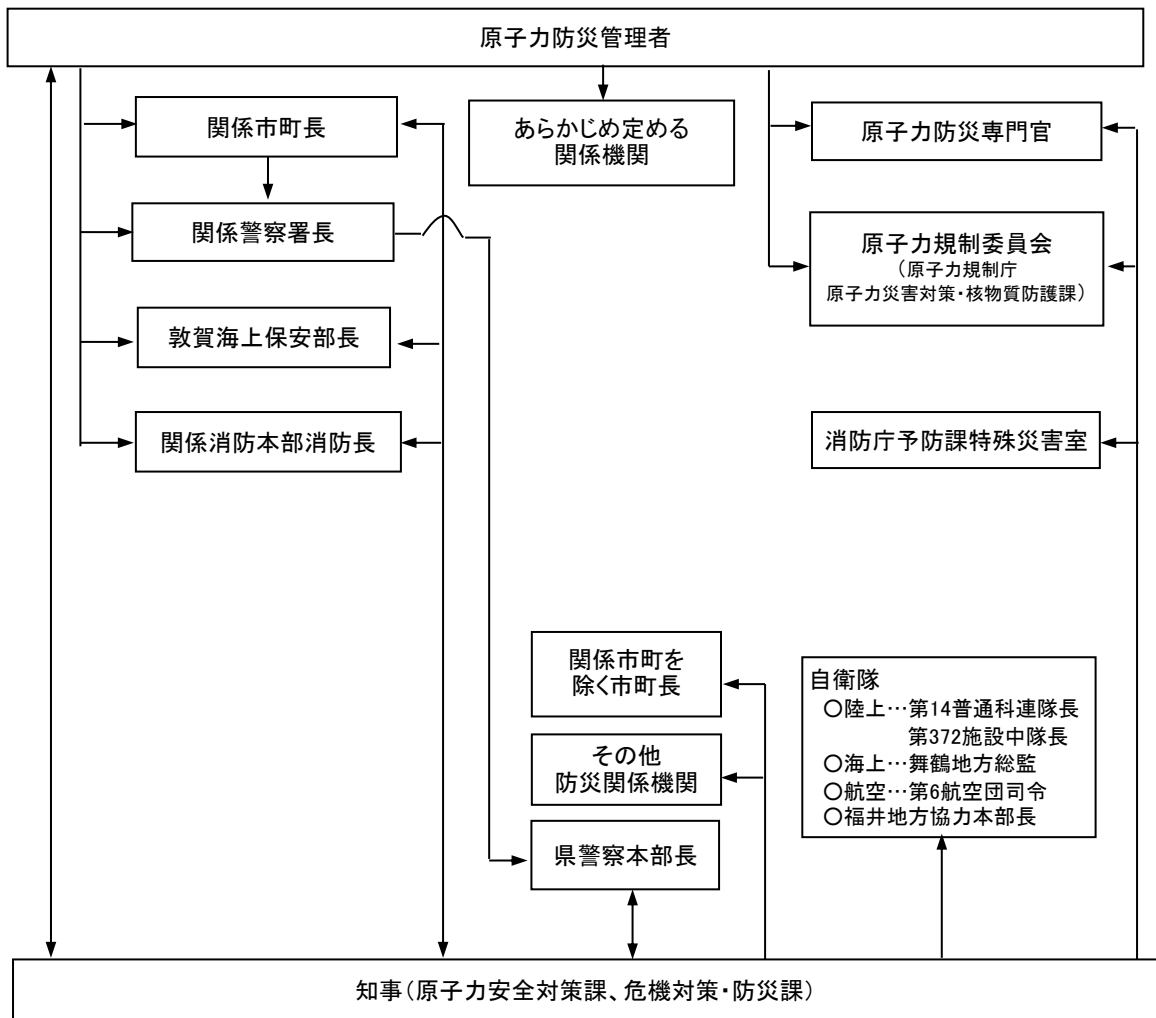 原子力防災管理者
関係市町長
あらかじめ定める
関係機関
原子力防災専門官
関係警察署長
原子力規制委員会
（原子力規制庁
原子力災害対策・核物質防護課）
敦賀海上保安部長
関係消防本部消防長
消防庁予防課特殊災害室
関係市町を
除く市町長
その他
防災関係機関
県警察本部長
自衛隊
○陸上…第14普通科連隊長
第372施設中隊長
○海上…舞鶴地方総監
○航空…第6航空団司令
○福井地方協力本部長
知事（原子力安全対策課、危機対策・防災課）